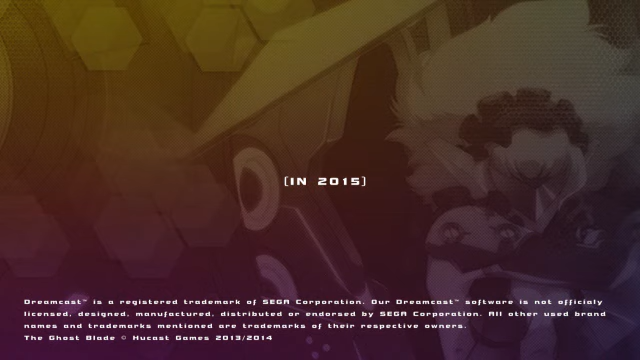 [IN 2015]
Dreamcast™ is a registered trademark of SEGA Corporation. Our Dreamcast™ software is not officialy
licensed, designed, manufactured, distributed or endorsed by SEGA Corporation. All other used brand
names and trademarks mentioned are trademarks of their respective owners.
The Ghost Blade © Hucast Games 2013/2014